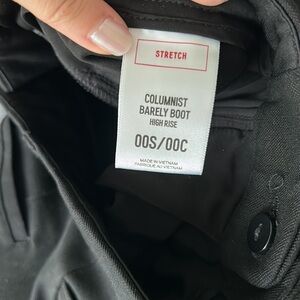 STRETCH
COLUMNIST
BARELY BOOT
HIGH RISE
00S/00C
MADE IN VIETNAM
FABRIQUÉ AU VIETNAM